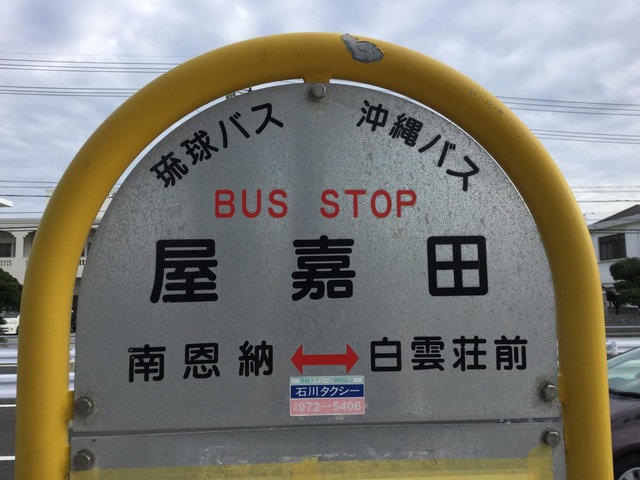 琉球バス 沖縄バス
BUS STOP
屋嘉田
南恩納 ↔ 白雲荘前
石川タクシー
972-5406